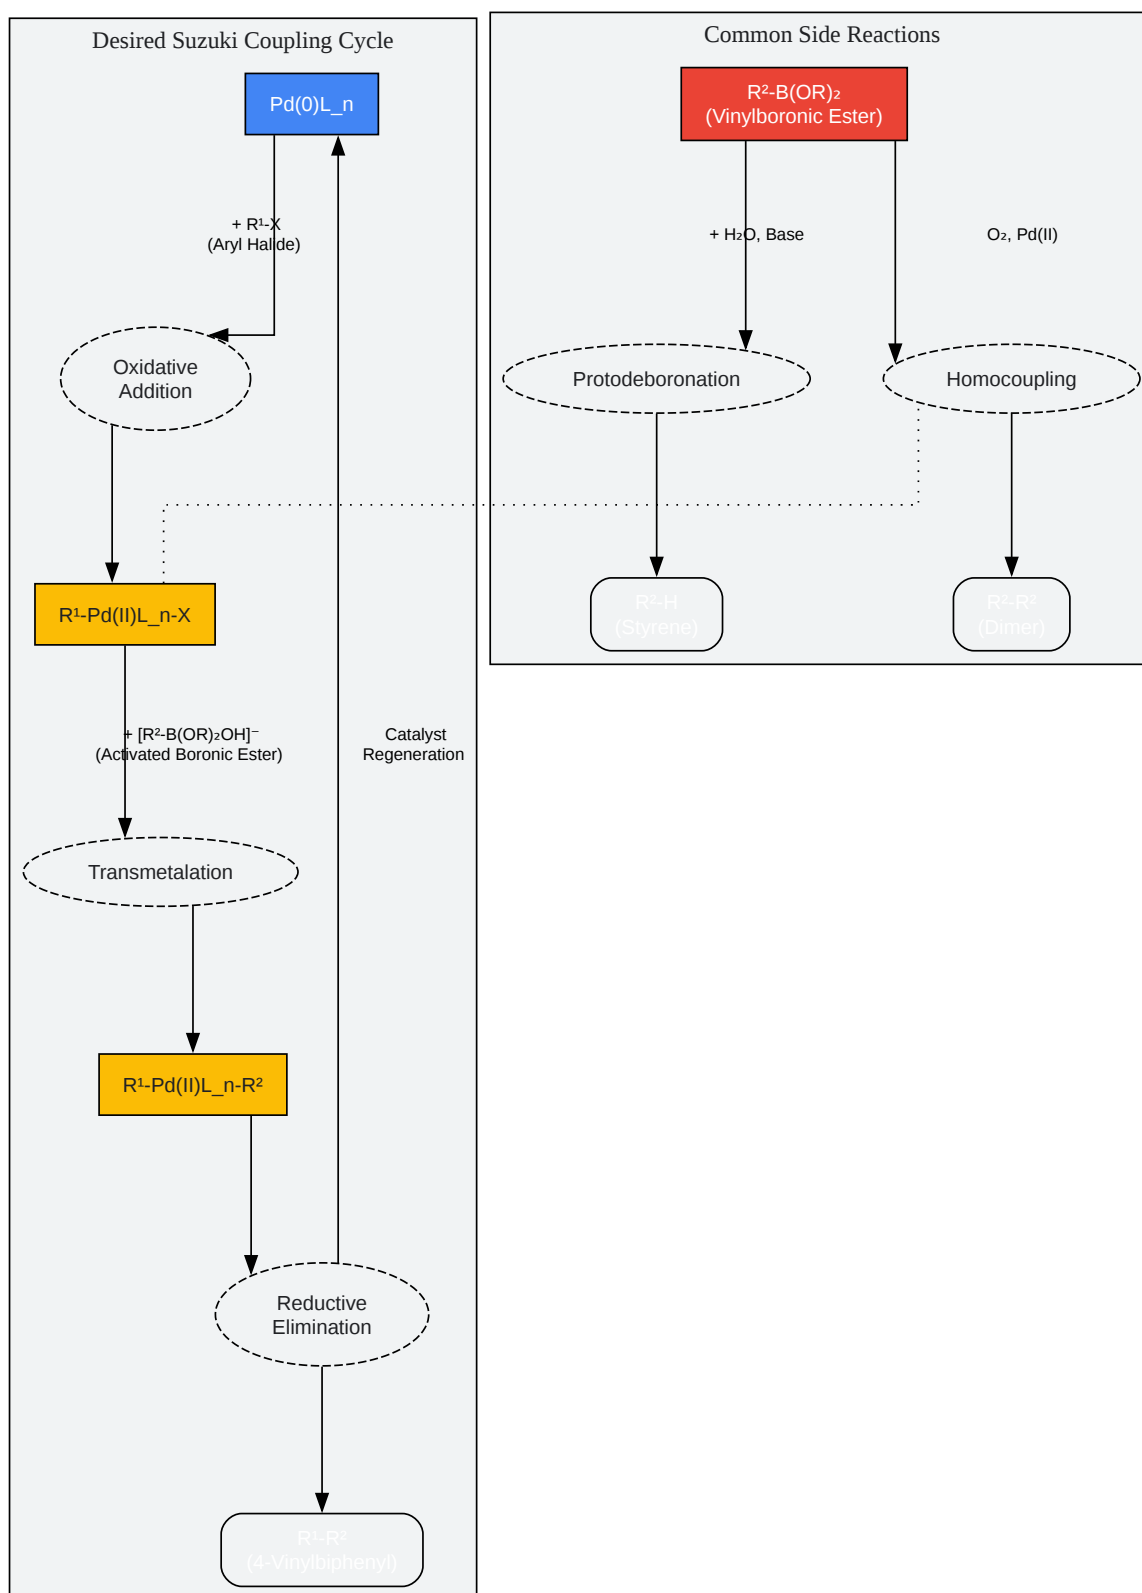 Desired Suzuki Coupling Cycle
Pd(0)L_n
+ R¹-X
(Aryl Halide)
Oxidative
Addition
R¹-Pd(II)L_n-X
+ [R²-B(OR)₂OH]⁻
(Activated Boronic Ester)
Catalyst
Regeneration
Transmetalation
R¹-Pd(II)L_n-R²
Reductive
Elimination
R¹-R²
(4-Vinylbiphenyl)
Common Side Reactions
R²-B(OR)₂
(Vinylboronic Ester)
+ H₂O, Base
O₂, Pd(II)
Protodeboronation
Homocoupling
R²-H
(Styrene)
R²-R²
(Dimer)